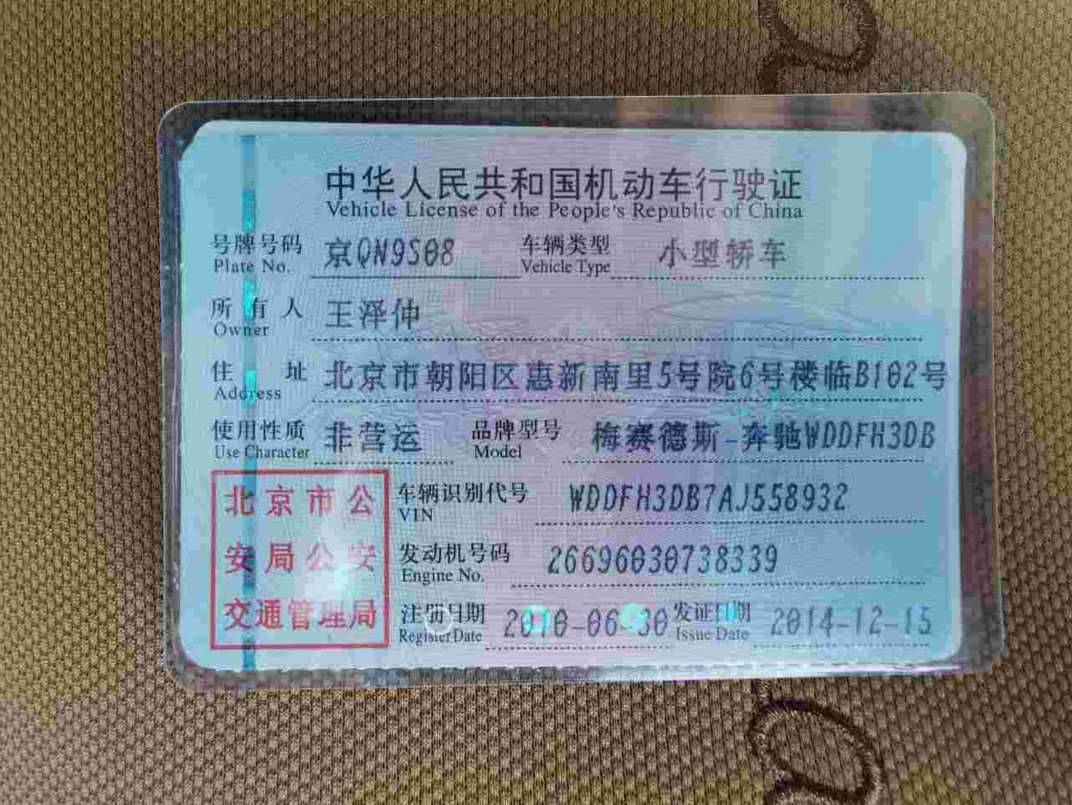 中华人民共和国机动车行驶证
Vehicle License of the People's Republic of China
号牌号码 京QN9S08 车辆类型 小型轿车
Plate No. Vehicle Type
所有人 王泽仲
Owner
住址 北京市朝阳区惠新南里5号院6号楼临B102号
Address
使用性质 非营运 品牌型号 梅赛德斯-奔驰WDDFH3DB
Use Character Model
北京市公
安局公安
交通管理局
车辆识别代号 WDDFH3DB7AJ558932
VIN
发动机号码 26696030738339
Engine No.
注册日期 2010-06-30 发证日期 2014-12-15
Register Date Issue Date